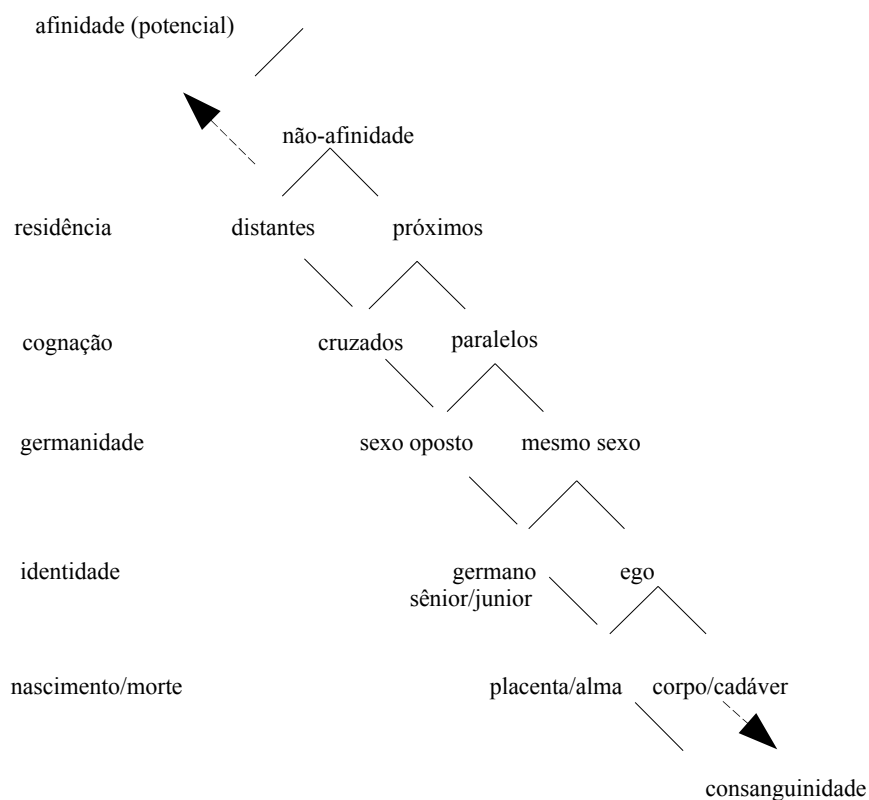 afinidade (potencial)
não-afinidade
residência distantes próximos
cognação cruzados paralelos
germanidade sexo oposto mesmo sexo
identidade germano ego
sênior/junior
nascimento/morte placenta/alma corpo/cadáver
consanguinidade